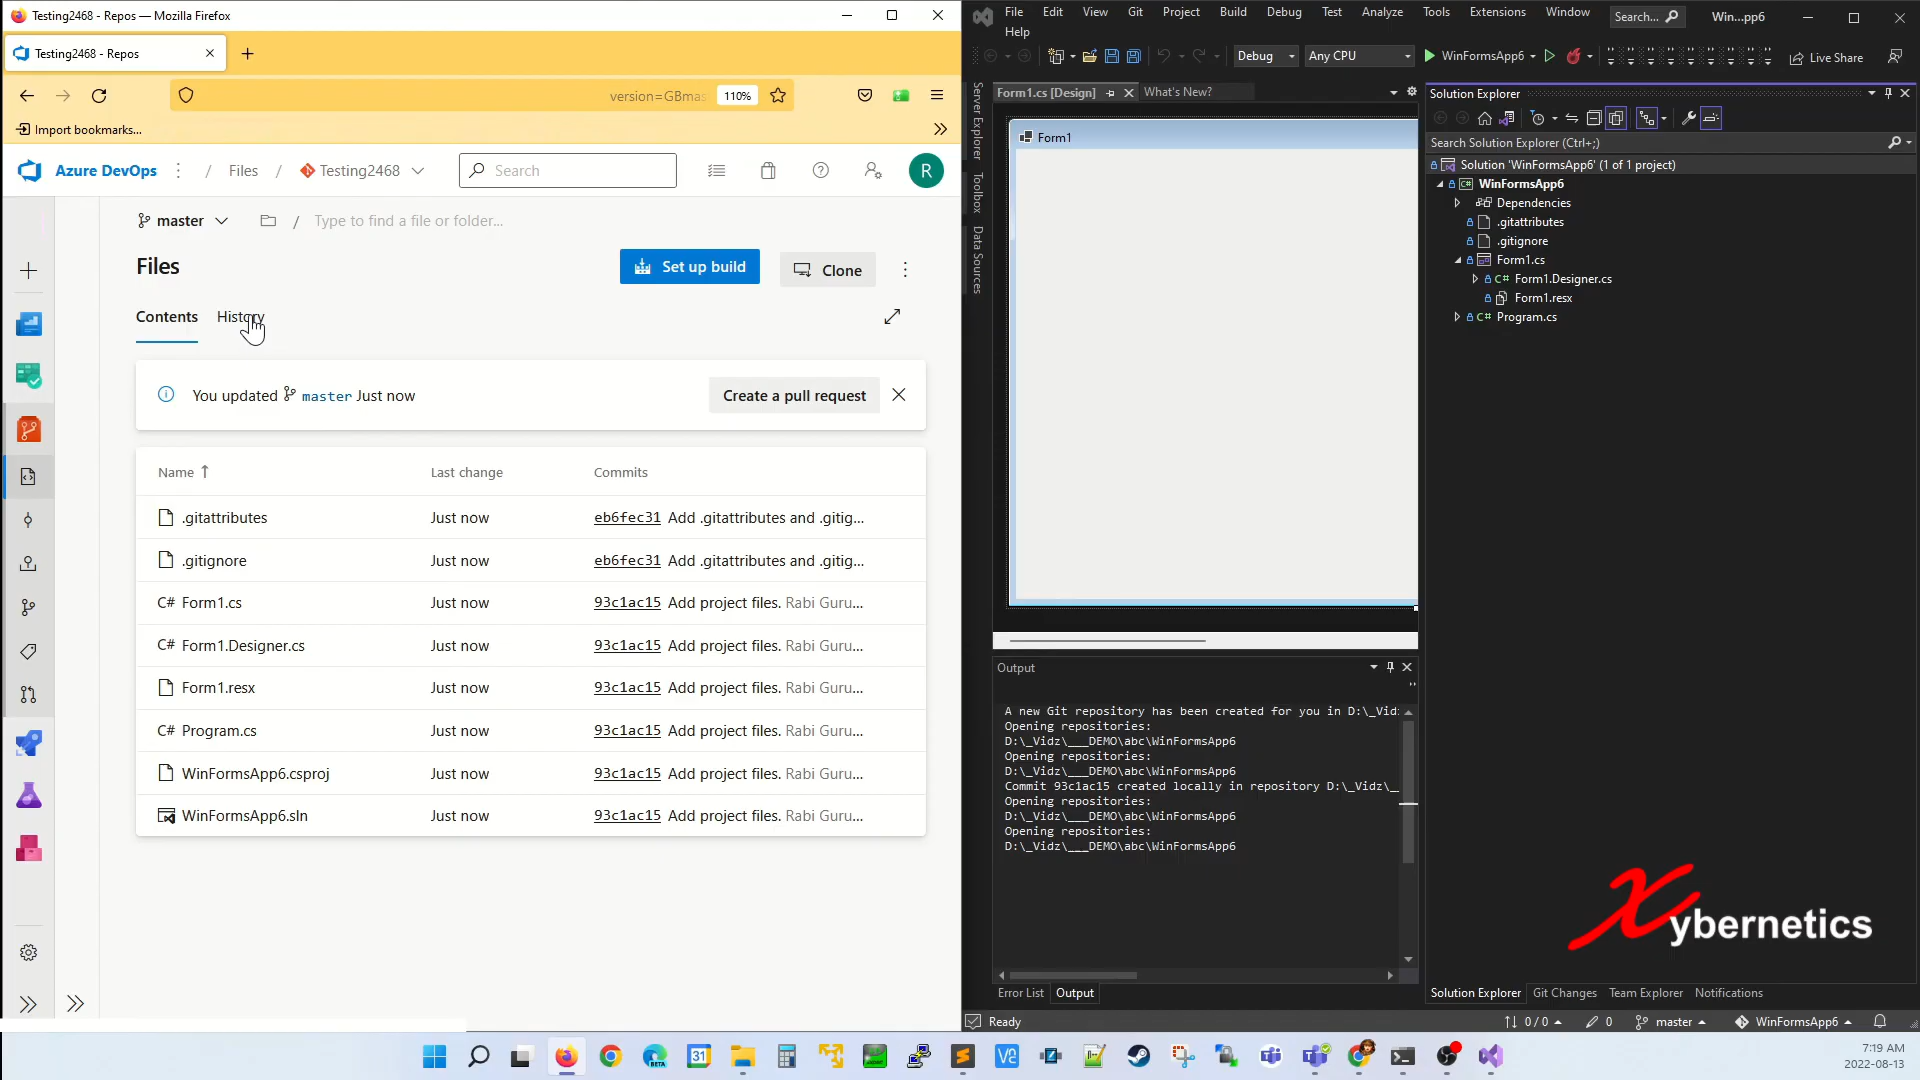 Testing2468 - Repos — Mozilla Firefox
Testing2468 - Repos
version=GBmas
110%
Import bookmarks...
Azure DevOps
/ Files / Testing2468
Search
R
master
/ Type to find a file or folder...
Files
Set up build
Clone
Contents
History
You updated master Just now
Create a pull request
Name
Last change
Commits
.gitattributes
Just now
eb6fec31 Add .gitattributes and .gitig...
.gitignore
Just now
eb6fec31 Add .gitattributes and .gitig...
C# Form1.cs
Just now
93c1ac15 Add project files. Rabi Guru...
C# Form1.Designer.cs
Just now
93c1ac15 Add project files. Rabi Guru...
Form1.resx
Just now
93c1ac15 Add project files. Rabi Guru...
C# Program.cs
Just now
93c1ac15 Add project files. Rabi Guru...
WinFormsApp6.csproj
Just now
93c1ac15 Add project files. Rabi Guru...
WinFormsApp6.sln
Just now
93c1ac15 Add project files. Rabi Guru...
File Edit View Git Project Build Debug Test Analyze Tools Extensions Window
Help
Search...
Win...pp6
Debug
Any CPU
WinFormsApp6
Live Share
Server Explorer
Toolbox
Data Sources
Form1.cs [Design]
What's New?
Form1
Output
A new Git repository has been created for you in D:\_Vid
Opening repositories:
D:\_Vidz\___DEMO\abc\WinFormsApp6
Opening repositories:
D:\_Vidz\___DEMO\abc\WinFormsApp6
Commit 93c1ac15 created locally in repository D:\_Vidz\_
Opening repositories:
D:\_Vidz\___DEMO\abc\WinFormsApp6
Opening repositories:
D:\_Vidz\___DEMO\abc\WinFormsApp6
Error List
Output
Solution Explorer
Search Solution Explorer (Ctrl+;)
Solution 'WinFormsApp6' (1 of 1 project)
C# WinFormsApp6
Dependencies
.gitattributes
.gitignore
Form1.cs
C# Form1.Designer.cs
Form1.resx
C# Program.cs
Xybernetics
Solution Explorer
Git Changes
Team Explorer
Notifications
Ready
0 / 0
0
master
WinFormsApp6
31
BETA
7:19 AM
2022-08-13